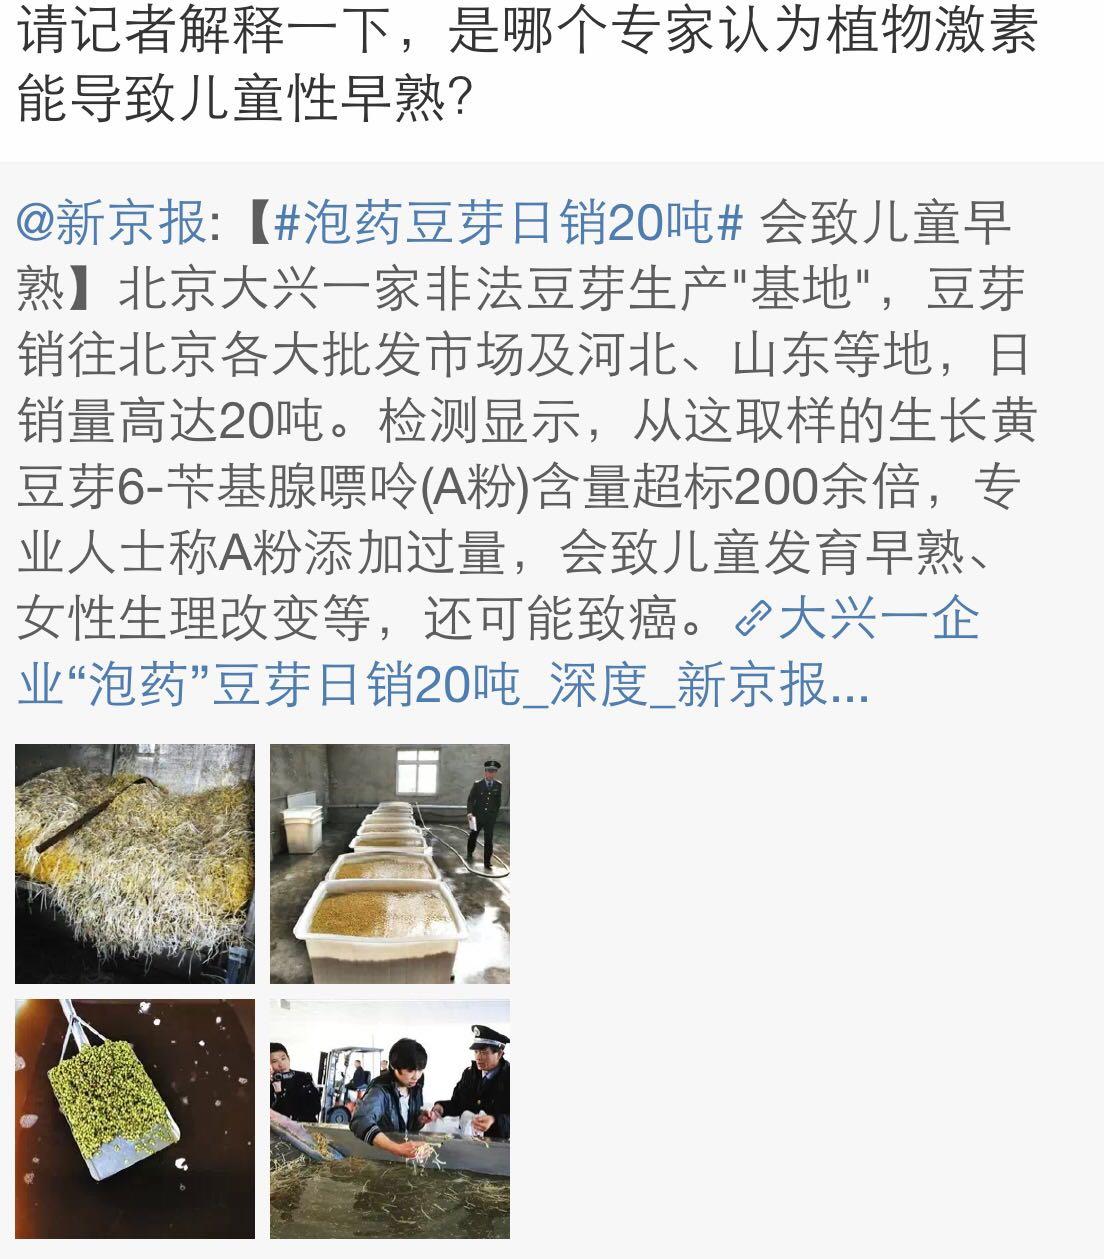 请记者解释一下，是哪个专家认为植物激素
能导致儿童性早熟？
@新京报:【#泡药豆芽日销20吨# 会致儿童早
熟】北京大兴一家非法豆芽生产"基地"，豆芽
销往北京各大批发市场及河北、山东等地，日
销量高达20吨。检测显示，从这取样的生长黄
豆芽6-苄基腺嘌呤(A粉)含量超标200余倍，专
业人士称A粉添加过量，会致儿童发育早熟、
女性生理改变等，还可能致癌。大兴一企
业“泡药”豆芽日销20吨_深度_新京报...